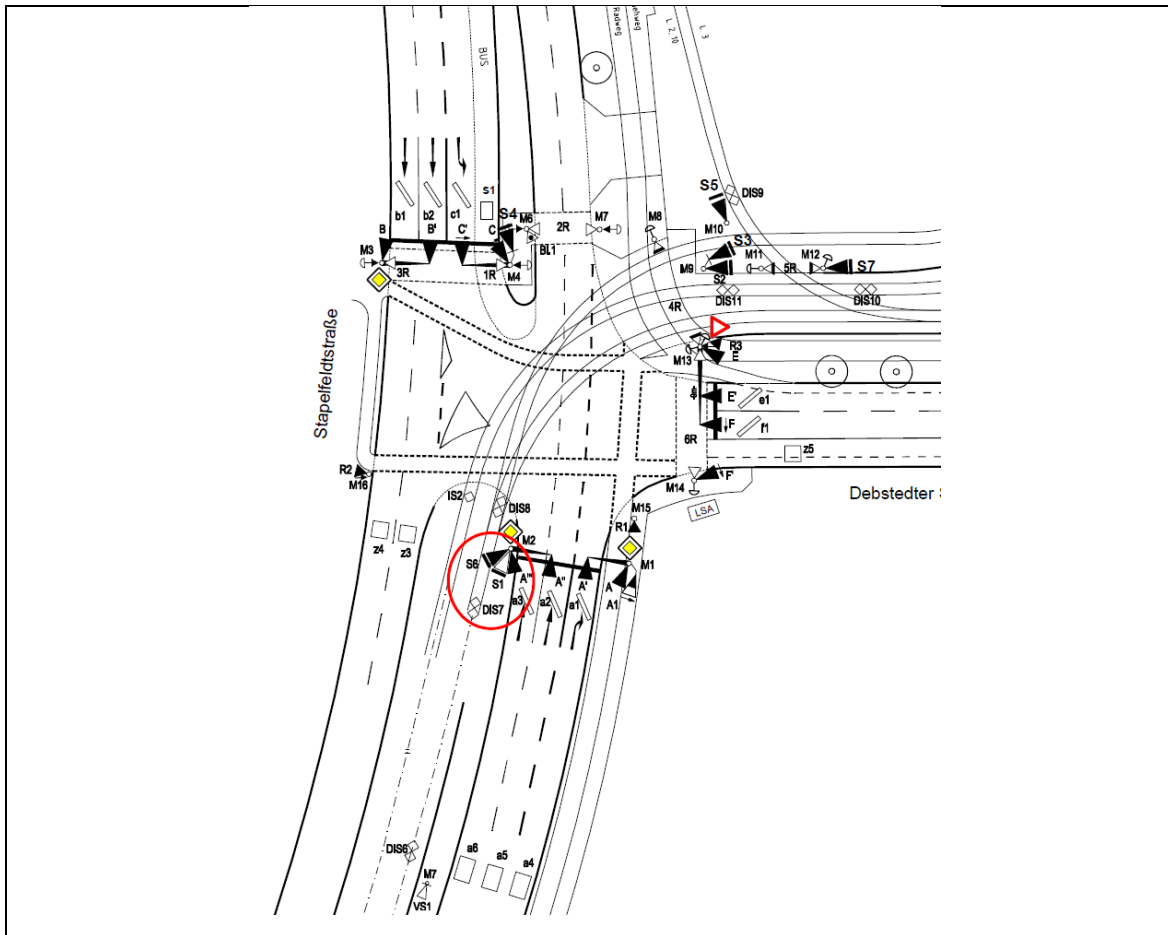 Radweg
ehweg
L 2, 10
L 3
BUS
S5
DIS9
b1
b2
c1
S1
S4
M6
2R
M7
M8
M10
S3
B
B'
C'
C
BL1
M3
3R
1R
M4
M9
M11
5R
M12
S7
S2
DIS11
DIS10
4R
Stapelfeldtstraße
M13
R3
E
E'
e1
F
f1
6R
z5
R2
M16
M14
F'
Debstedter S
IS2
DIS8
M15
LSA
R1
z4
z3
M2
M1
S6
S1
A'''
A''
A'
A
A1
a3
a2
a1
DIS7
DIS6
M7
VS1
a6
a5
a4